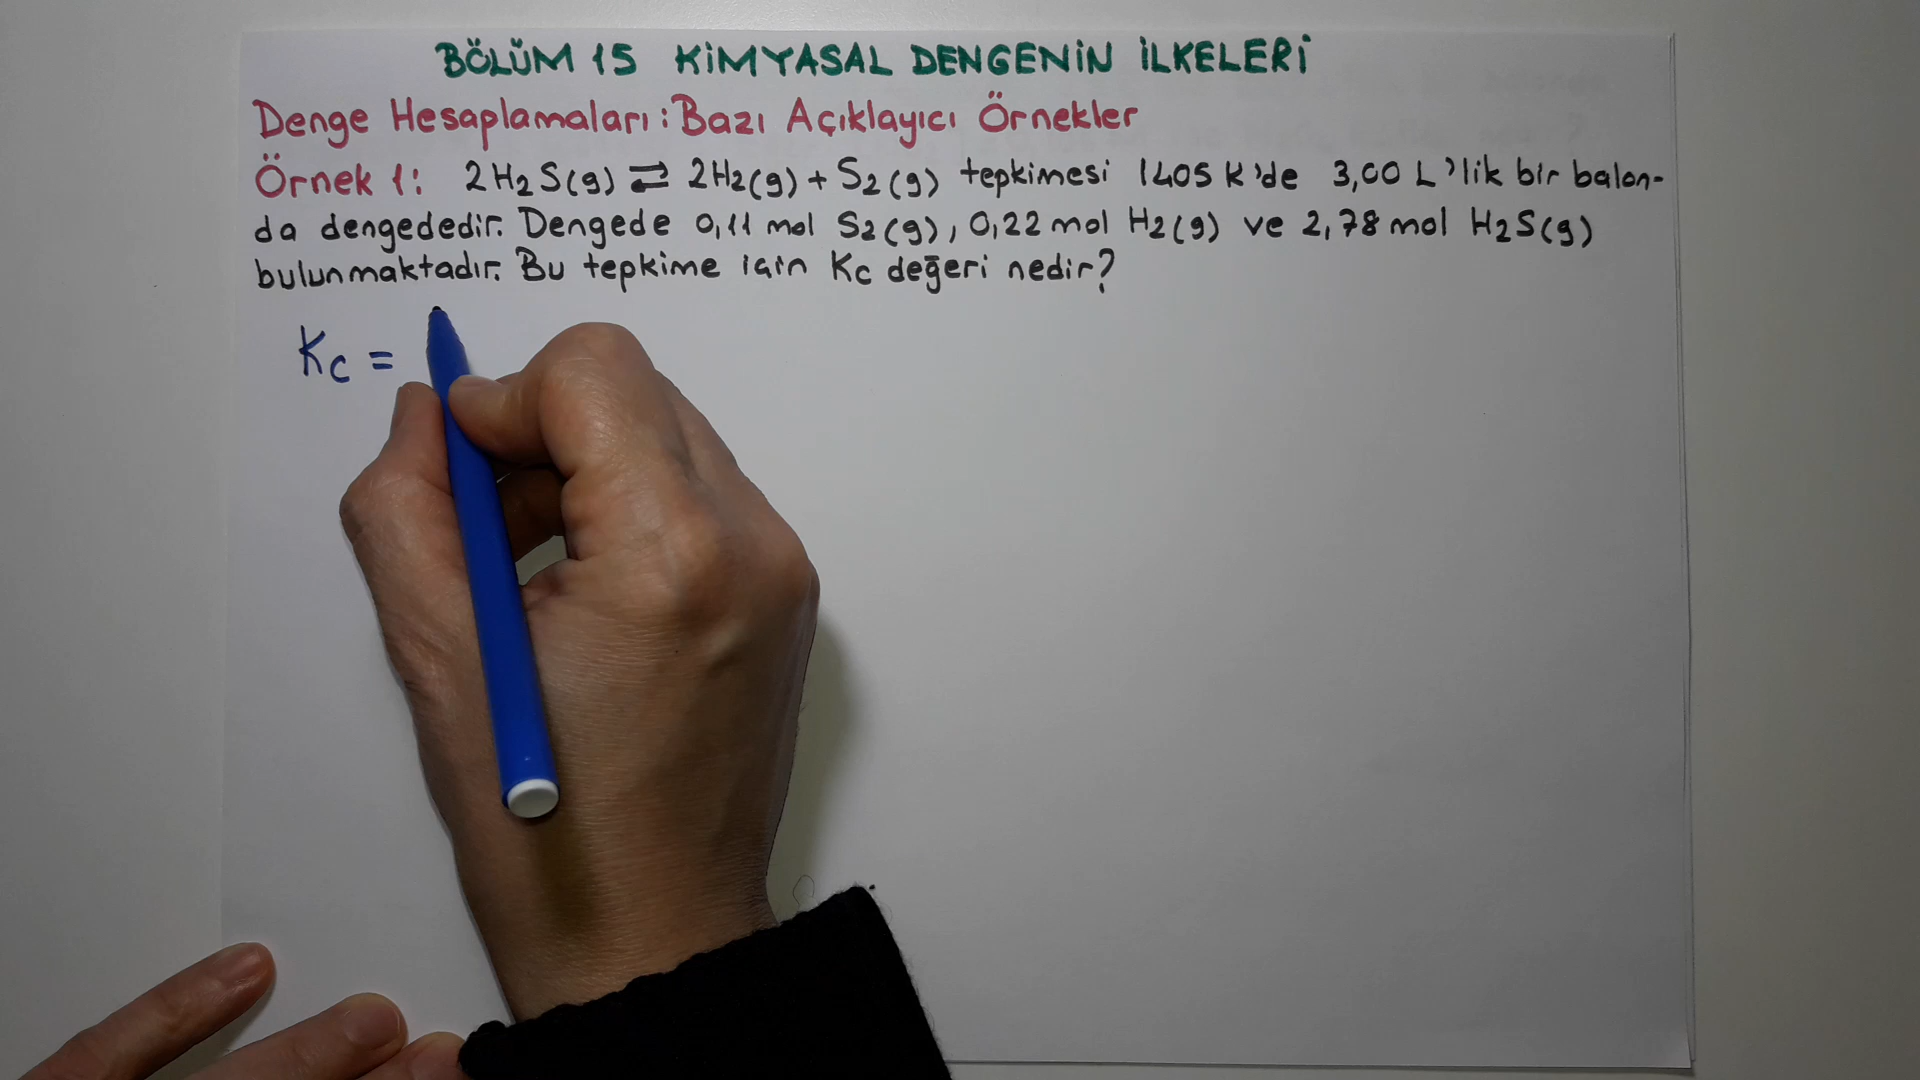 BÖLÜM 15 KİMYASAL DENGENİN İLKELERİ
Denge Hesaplamaları: Bazı Açıklayıcı Örnekler
Örnek 1: 2H₂S(g) ⇄ 2H₂(g) + S₂(g) tepkimesi 1405 K'de 3,00 L'lik bir balon-
da dengededir. Dengede 0,11 mol S₂(g), 0,22 mol H₂(g) ve 2,78 mol H₂S(g)
bulunmaktadır. Bu tepkime için Kc değeri nedir?
Kc =